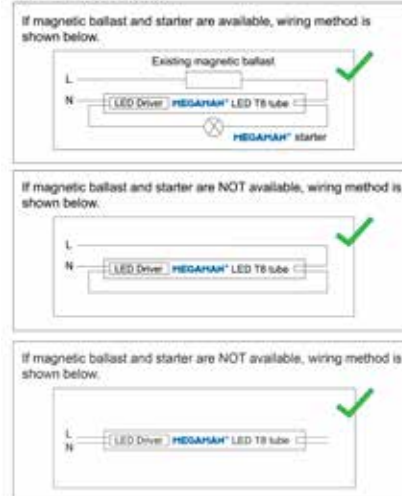 If magnetic ballast and starter are available, wiring method is
shown below.
Existing magnetic ballast
L
N
LED Driver MEGAMAN® LED T8 tube
MEGAMAN® starter
If magnetic ballast and starter are NOT available, wiring method is
shown below.
L
N
LED Driver MEGAMAN® LED T8 tube
If magnetic ballast and starter are NOT available, wiring method is
shown below.
L
N
LED Driver MEGAMAN® LED T8 tube